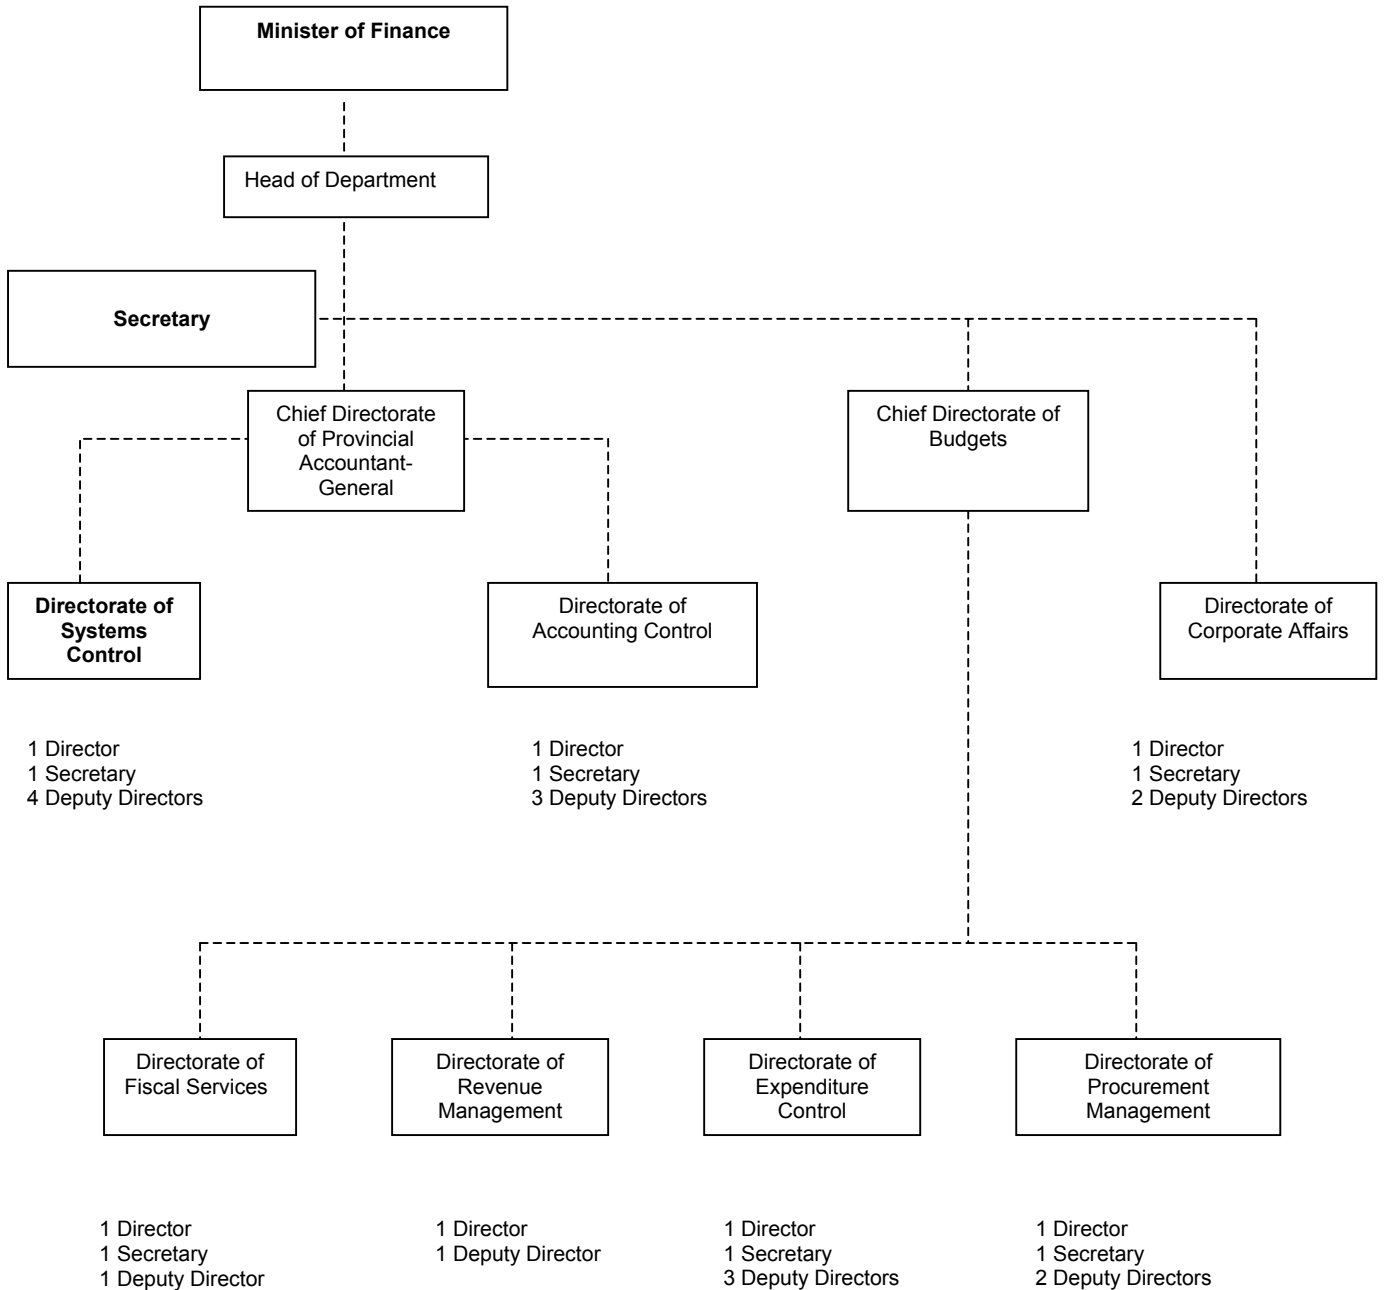 Minister of Finance
Head of Department
Secretary
Chief Directorate
of Provincial
Accountant-
General
Chief Directorate of
Budgets
Directorate of
Systems
Control
Directorate of
Accounting Control
Directorate of
Corporate Affairs
1 Director
1 Secretary
4 Deputy Directors
1 Director
1 Secretary
3 Deputy Directors
1 Director
1 Secretary
2 Deputy Directors
Directorate of
Fiscal Services
Directorate of
Revenue
Management
Directorate of
Expenditure
Control
Directorate of
Procurement
Management
1 Director
1 Secretary
1 Deputy Director
1 Director
1 Deputy Director
1 Director
1 Secretary
3 Deputy Directors
1 Director
1 Secretary
2 Deputy Directors